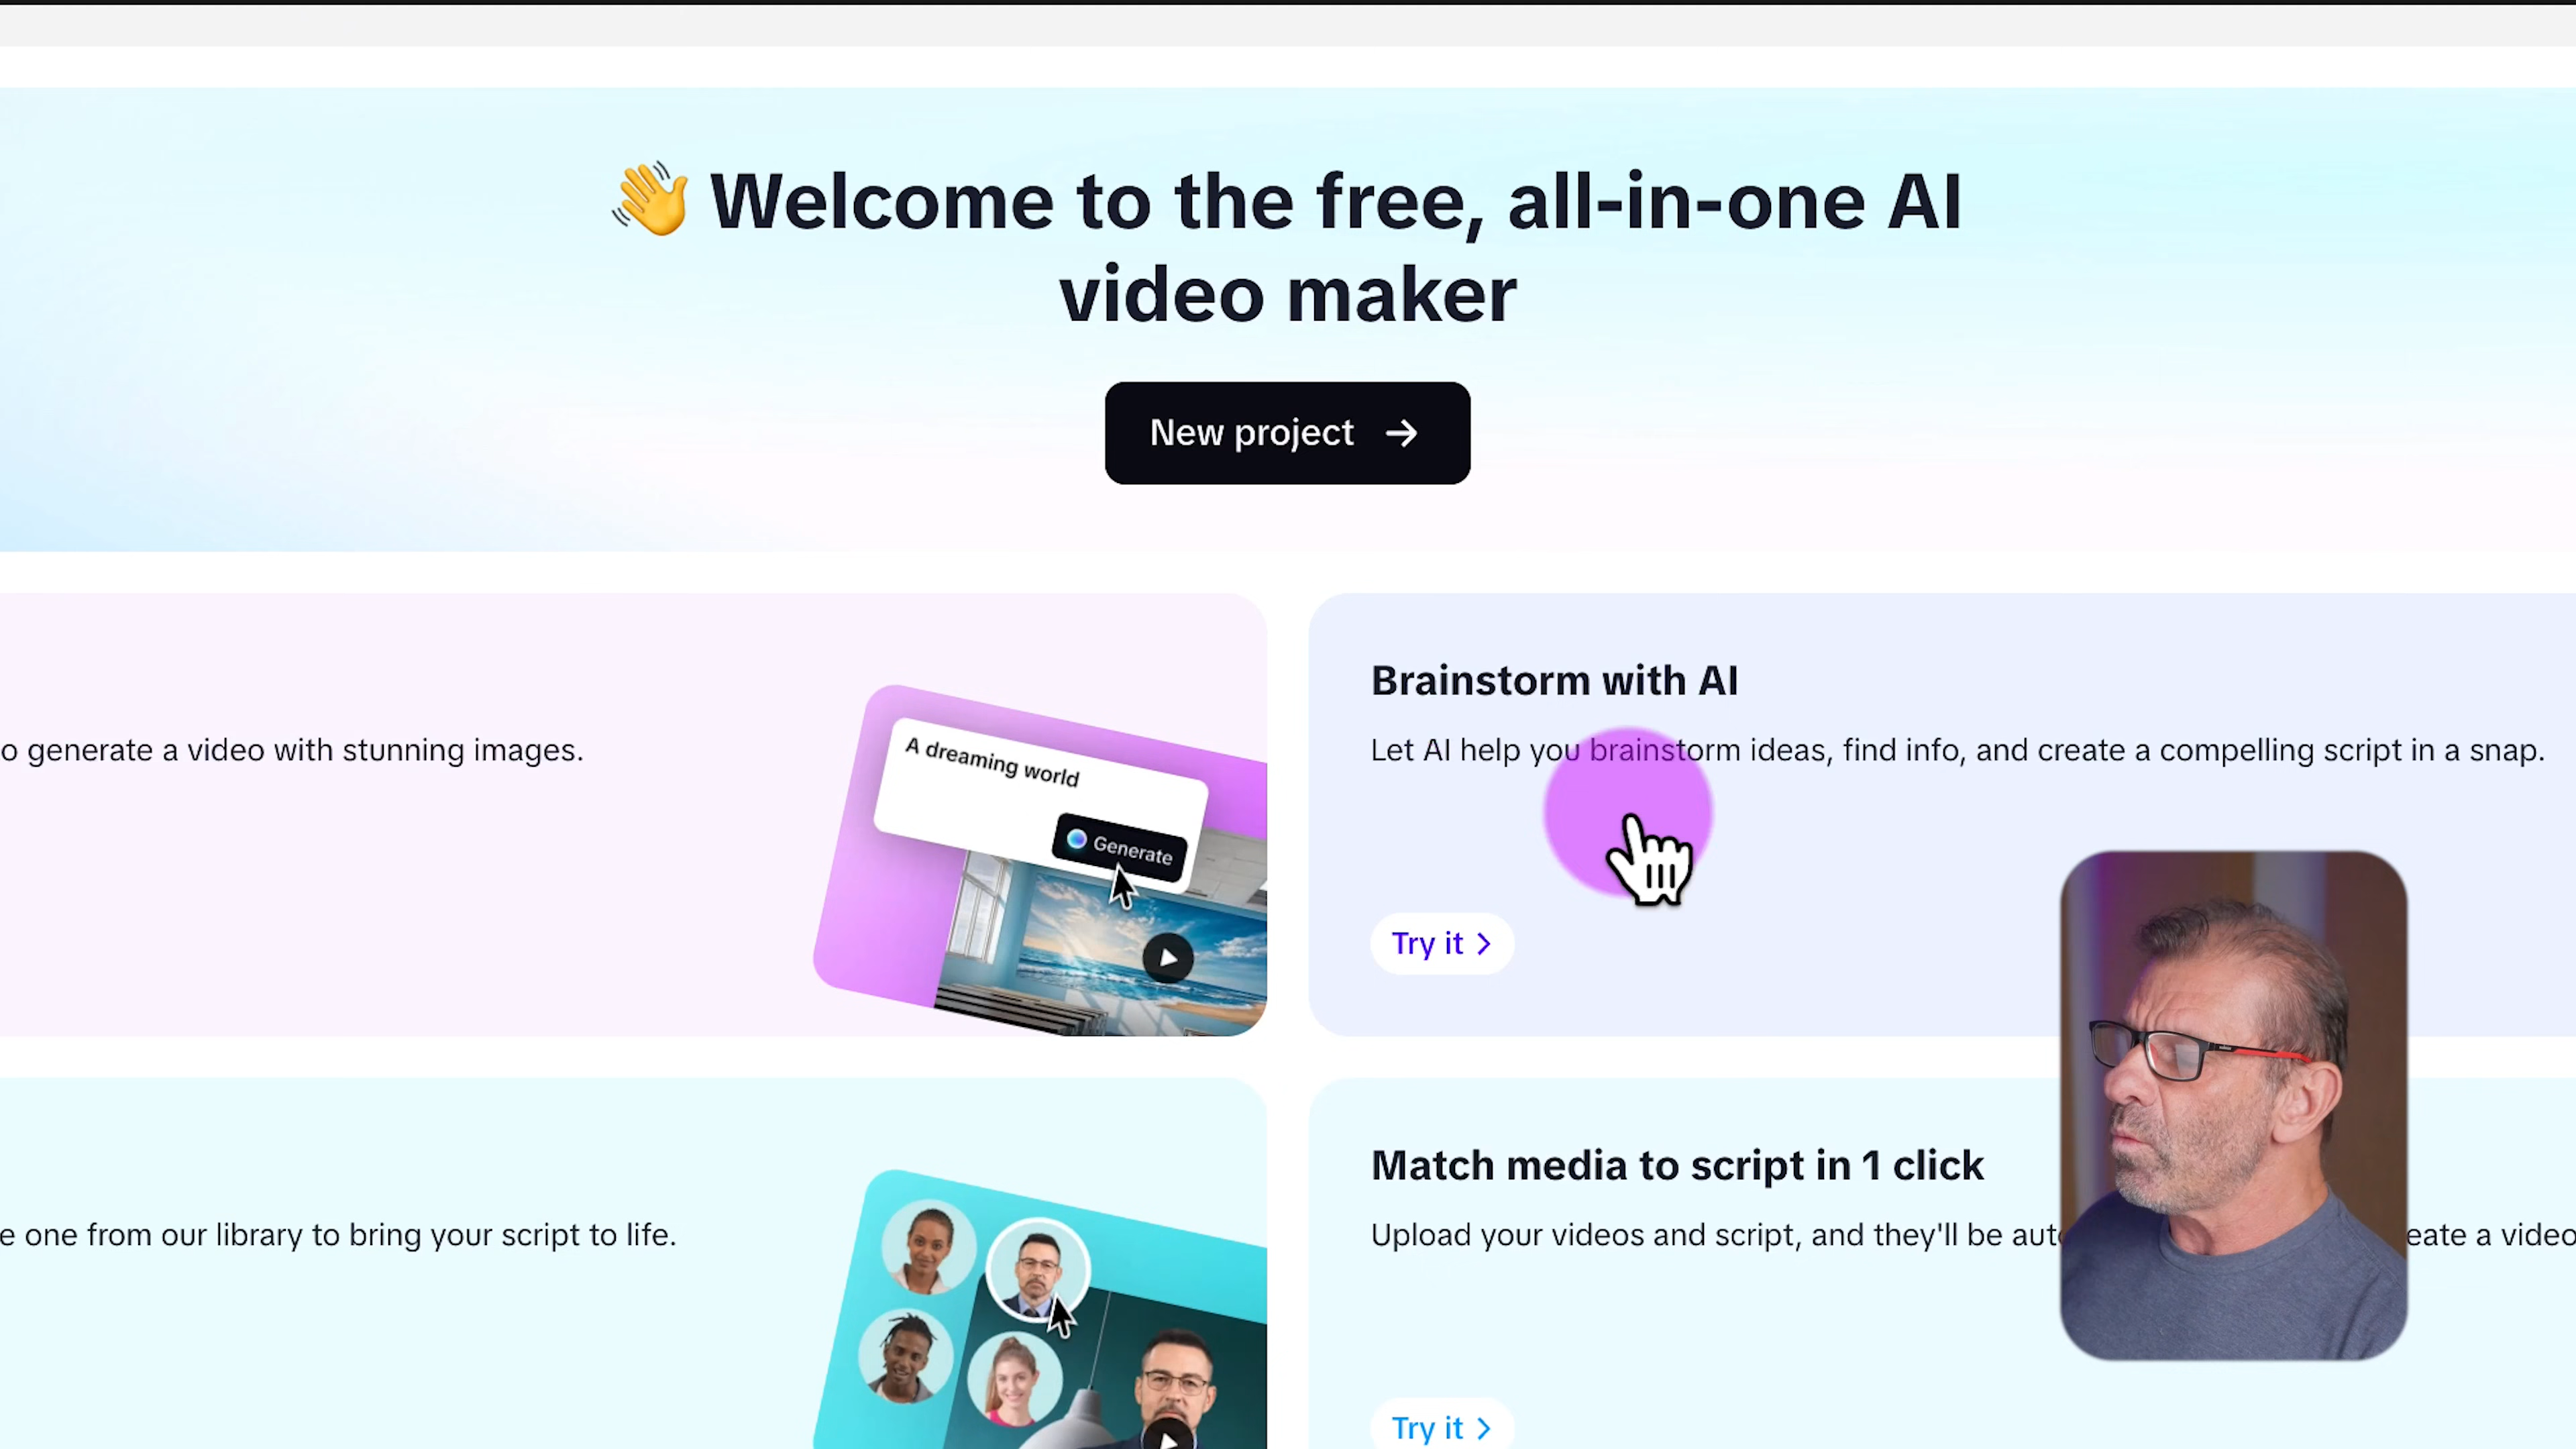 👋 Welcome to the free, all-in-one AI
video maker
New project →
o generate a video with stunning images.
A dreaming world
Generate
Brainstorm with AI
Let AI help you brainstorm ideas, find info, and create a compelling script in a snap.
Try it >
e one from our library to bring your script to life.
Match media to script in 1 click
Upload your videos and script, and they'll be aut eate a video
Try it >